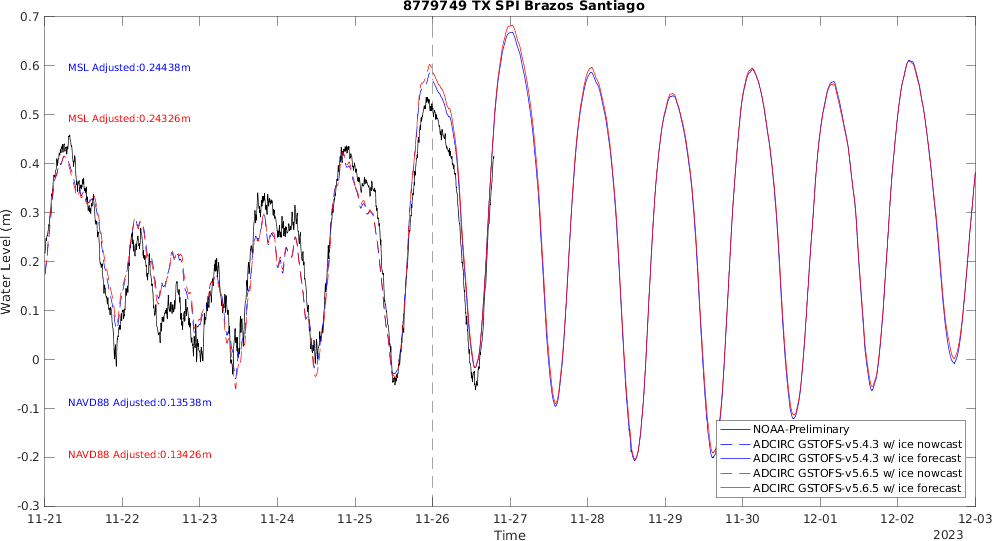 8779749 TX SPI Brazos Santiago
0.7
0.6
0.5
0.4
0.3
0.2
0.1
0
-0.1
-0.2
-0.3
Water Level (m)
MSL Adjusted:0.24438m
MSL Adjusted:0.24326m
NAVD88 Adjusted:0.13538m
NAVD88 Adjusted:0.13426m
NOAA-Preliminary
ADCIRC GSTOFS-v5.4.3 w/ ice nowcast
ADCIRC GSTOFS-v5.4.3 w/ ice forecast
ADCIRC GSTOFS-v5.6.5 w/ ice nowcast
ADCIRC GSTOFS-v5.6.5 w/ ice forecast
11-21 11-22 11-23 11-24 11-25 11-26 11-27 11-28 11-29 11-30 12-01 12-02 12-03
Time
2023